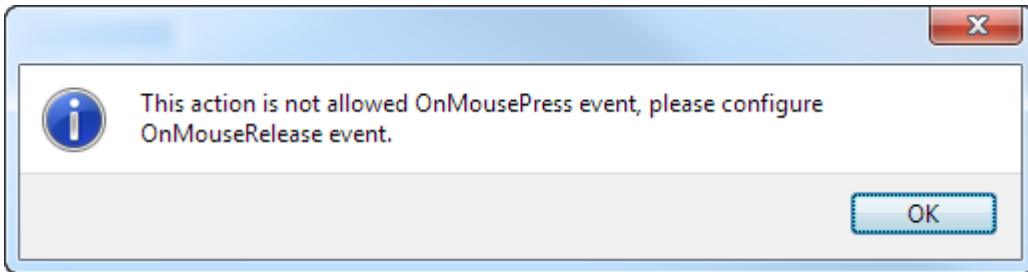 This action is not allowed OnMousePress event, please configure
OnMouseRelease event.
OK